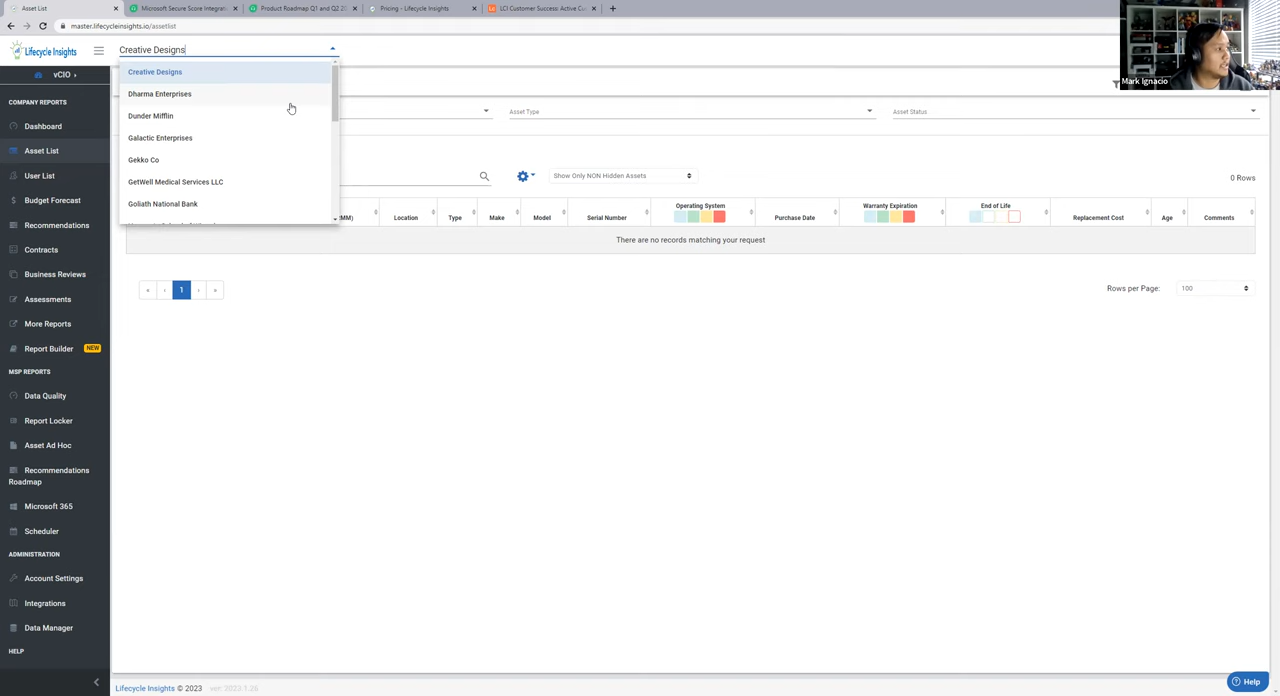 Asset List
Microsoft Secure Score Integrat
Product Roadmap Q1 and Q2 20
Pricing - Lifecycle Insights
LCI Customer Success: Active Cu
master.lifecycleinsights.io/assetlist
Lifecycle Insights
Creative Designs
Mark Ignacio
vCIO
COMPANY REPORTS
Dashboard
Asset List
User List
Budget Forecast
Recommendations
Contracts
Business Reviews
Assessments
More Reports
Report Builder NEW
MSP REPORTS
Data Quality
Report Locker
Asset Ad Hoc
Recommendations
Roadmap
Microsoft 365
Scheduler
ADMINISTRATION
Account Settings
Integrations
Data Manager
HELP
Creative Designs
Dharma Enterprises
Dunder Mifflin
Galactic Enterprises
Gekko Co
GetWell Medical Services LLC
Goliath National Bank
Asset Type
Asset Status
Show Only NON Hidden Assets
0 Rows
MM)
Location
Type
Make
Model
Serial Number
Operating System
Purchase Date
Warranty Expiration
End of Life
Replacement Cost
Age
Comments
There are no records matching your request
« ‹ 1 › »
Rows per Page: 100
Lifecycle Insights © 2023 ver: 2023.1.26
Help